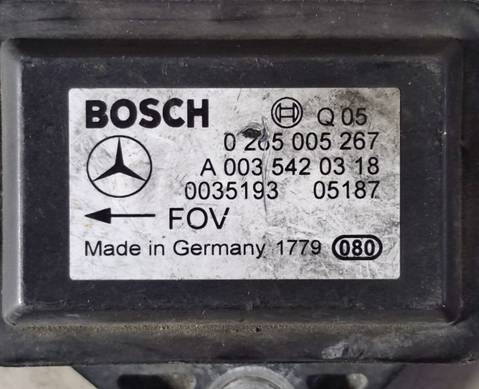 BOSCH Q 05
0 265 005 267
A 003 542 03 18
0035193 05187
FOV
Made in Germany 1779 080